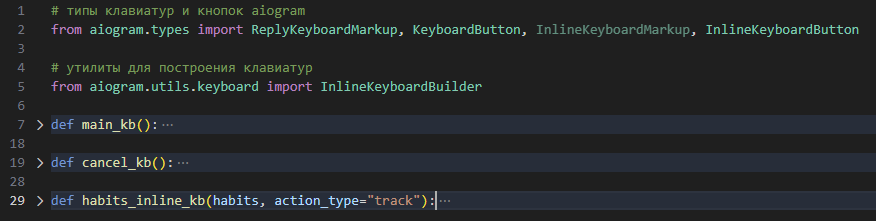 1 # типы клавиатур и кнопок aiogram
2 from aiogram.types import ReplyKeyboardMarkup, KeyboardButton, InlineKeyboardMarkup, InlineKeyboardButton
3
4 # утилиты для построения клавиатур
5 from aiogram.utils.keyboard import InlineKeyboardBuilder
6
7 > def main_kb():···
18
19 > def cancel_kb():···
28
29 > def habits_inline_kb(habits, action_type="track"):···